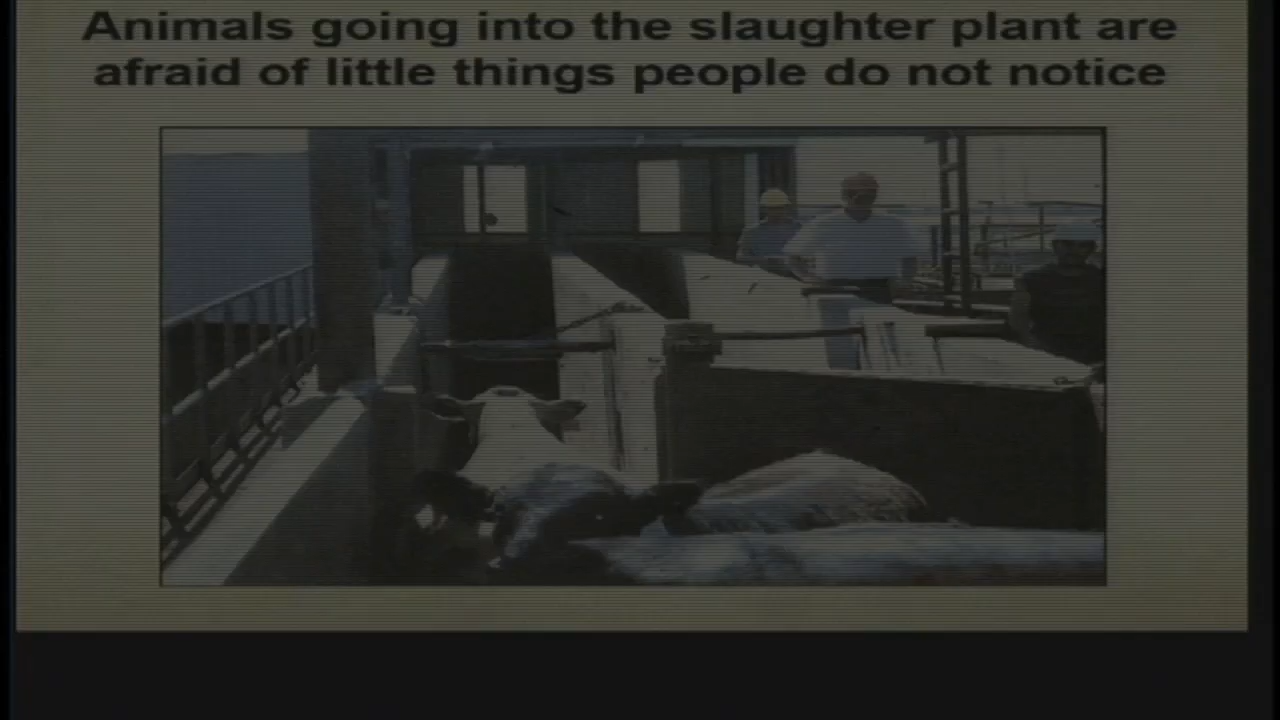 Animals going into the slaughter plant are
afraid of little things people do not notice